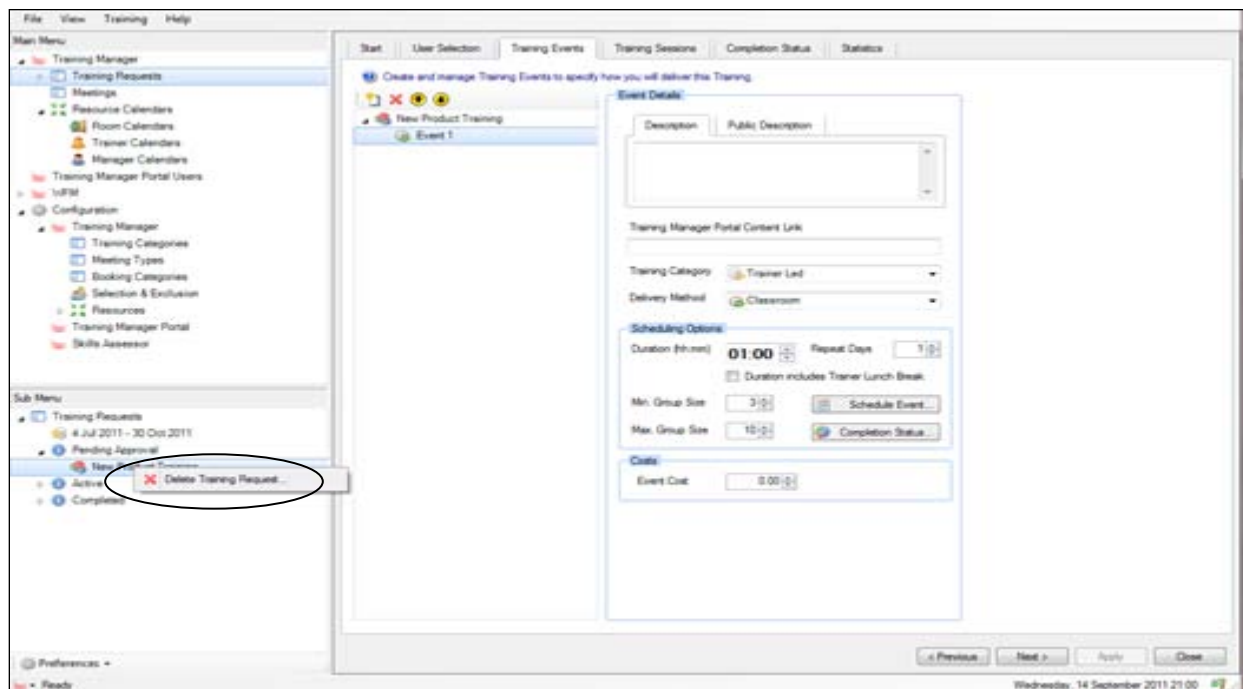 File View Training Help
Main Menu
Training Manager
Training Requests
Meetings
Resource Calendars
Room Calendars
Trainer Calendars
Manager Calendars
Training Manager Portal Users
WFM
Configuration
Training Manager
Training Categories
Meeting Types
Booking Categories
Selection & Exclusion
Resources
Training Manager Portal
Skills Assessor
Sub Menu
Training Requests
4 Jul 2011 - 30 Oct 2011
Pending Approval
New Product Training
Delete Training Request...
Active
Completed
Preferences
Ready
Start User Selection Training Events Training Sessions Completion Status Statistics
Create and manage Training Events to specify how you will deliver this Training.
New Product Training
Event 1
Event Details
Description Public Description
Training Manager Portal Content Link
Training Category Trainer Led
Delivery Method Classroom
Scheduling Options
Duration (hh:mm) 01:00 Repeat Days 1
Duration includes Trainer Lunch Break
Min. Group Size 3 Schedule Event...
Max. Group Size 10 Completion Status...
Costs
Event Cost 0.00
< Previous Next > Apply Close
Wednesday, 14 September 2011 21:00